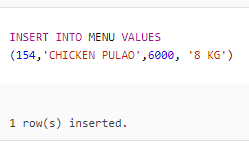 INSERT INTO MENU VALUES
(154,'CHICKEN PULAO',6000, '8 KG')
1 row(s) inserted.